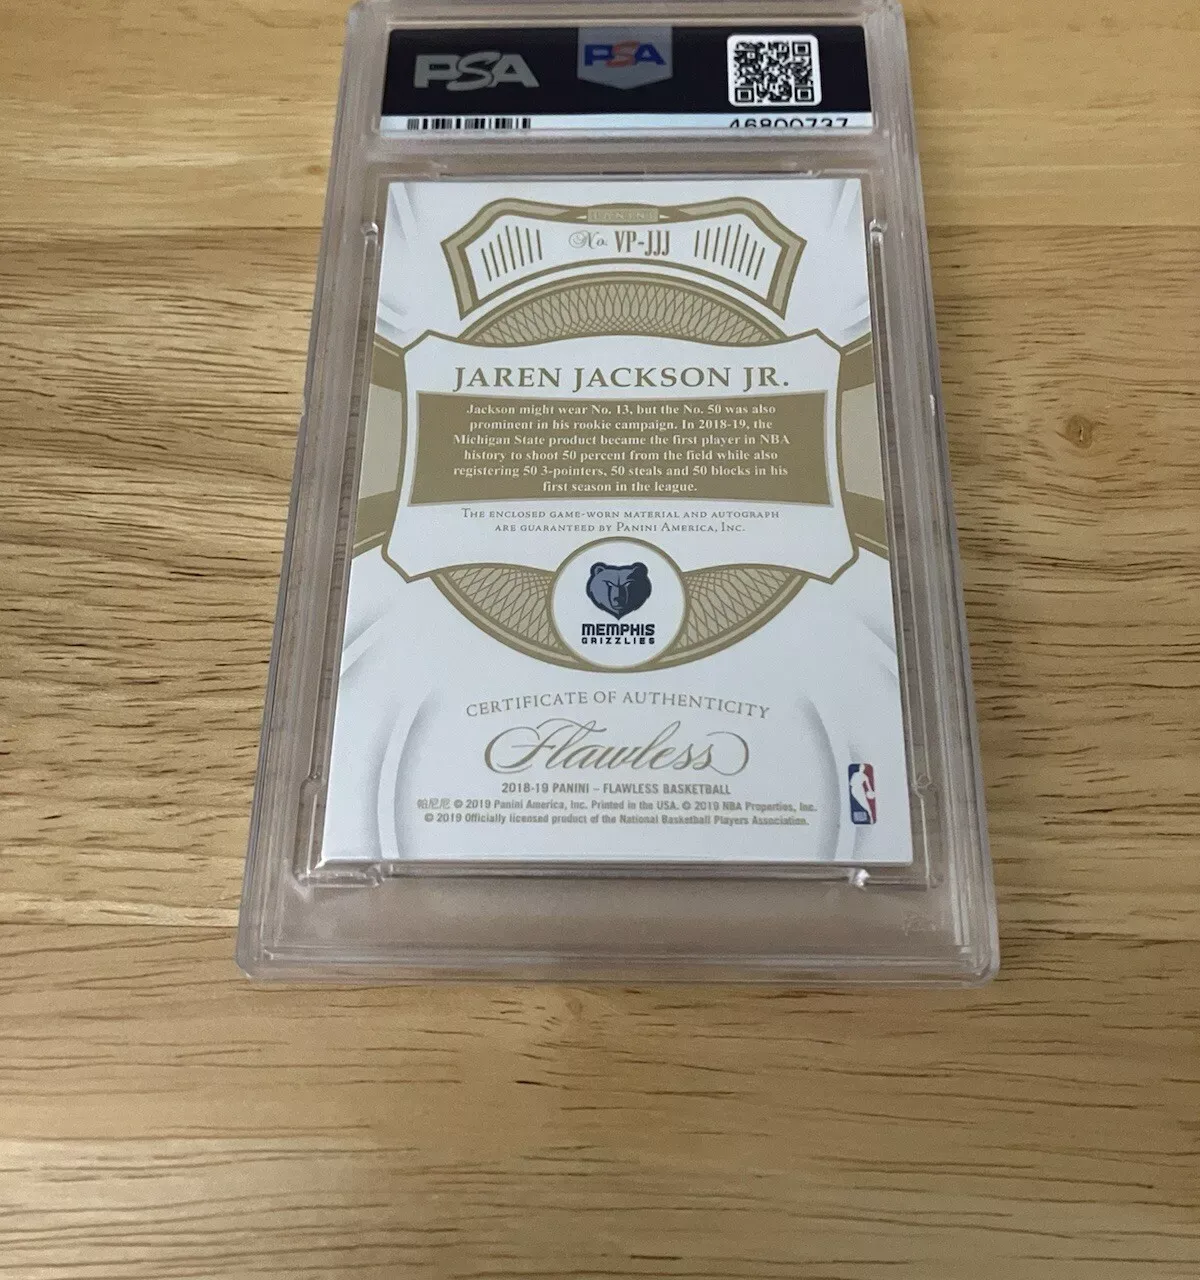 PSA PSA
46800737
PANINI
No. VP-JJJ
JAREN JACKSON JR.
Jackson might wear No. 13, but the No. 50 was also
prominent in his rookie campaign. In 2018-19, the
Michigan State product became the first player in NBA
history to shoot 50 percent from the field while also
registering 50 3-pointers, 50 steals and 50 blocks in his
first season in the league.
THE ENCLOSED GAME-WORN MATERIAL AND AUTOGRAPH
ARE GUARANTEED BY PANINI AMERICA, INC.
MEMPHIS
GRIZZLIES
CERTIFICATE OF AUTHENTICITY
Flawless
2018-19 PANINI – FLAWLESS BASKETBALL
帕尼尼 © 2019 Panini America, Inc. Printed in the USA. © 2019 NBA Properties, Inc.
© 2019 Officially licensed product of the National Basketball Players Association.
NBA